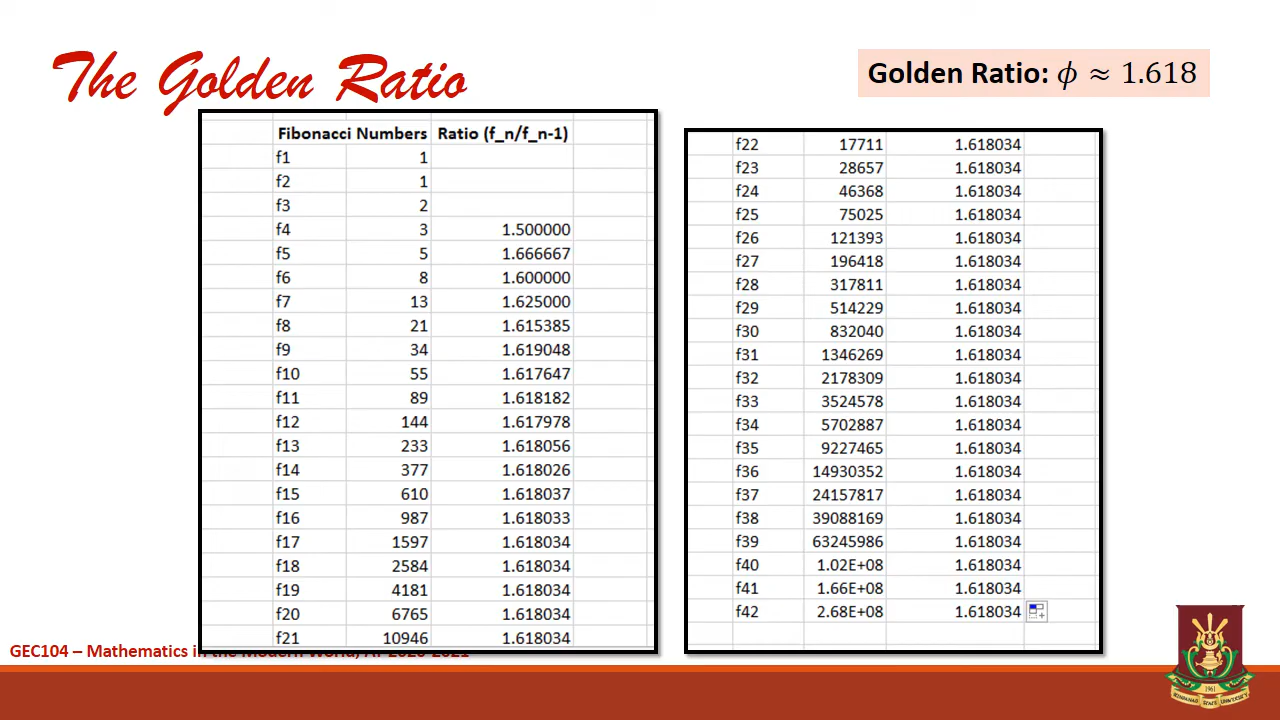 The Golden Ratio
Golden Ratio: ϕ ≈ 1.618
Fibonacci Numbers Ratio (f_n/f_n-1)
f1 1
f2 1
f3 2
f4 3 1.500000
f5 5 1.666667
f6 8 1.600000
f7 13 1.625000
f8 21 1.615385
f9 34 1.619048
f10 55 1.617647
f11 89 1.618182
f12 144 1.617978
f13 233 1.618056
f14 377 1.618026
f15 610 1.618037
f16 987 1.618033
f17 1597 1.618034
f18 2584 1.618034
f19 4181 1.618034
f20 6765 1.618034
f21 10946 1.618034
f22 17711 1.618034
f23 28657 1.618034
f24 46368 1.618034
f25 75025 1.618034
f26 121393 1.618034
f27 196418 1.618034
f28 317811 1.618034
f29 514229 1.618034
f30 832040 1.618034
f31 1346269 1.618034
f32 2178309 1.618034
f33 3524578 1.618034
f34 5702887 1.618034
f35 9227465 1.618034
f36 14930352 1.618034
f37 24157817 1.618034
f38 39088169 1.618034
f39 63245986 1.618034
f40 1.02E+08 1.618034
f41 1.66E+08 1.618034
f42 2.68E+08 1.618034
GEC104 – Mathematics in the Modern World, AY 2020-2021
1961
MINDANAO STATE UNIVERSITY